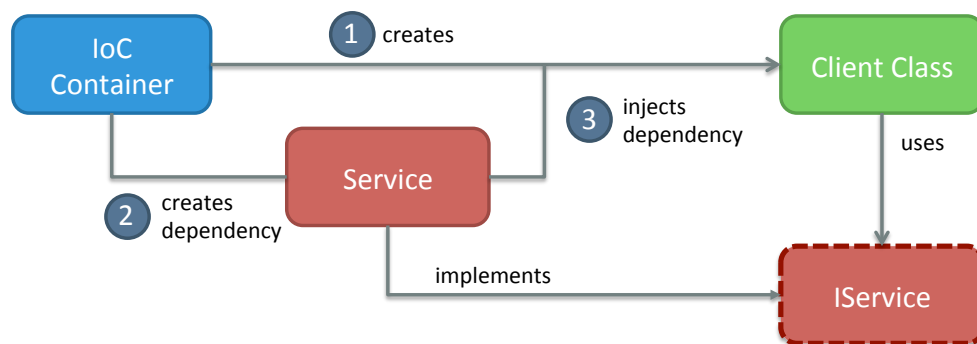 1 creates
IoC
Container
Client Class
3 injects
dependency
uses
Service
2 creates
dependency
implements
IService